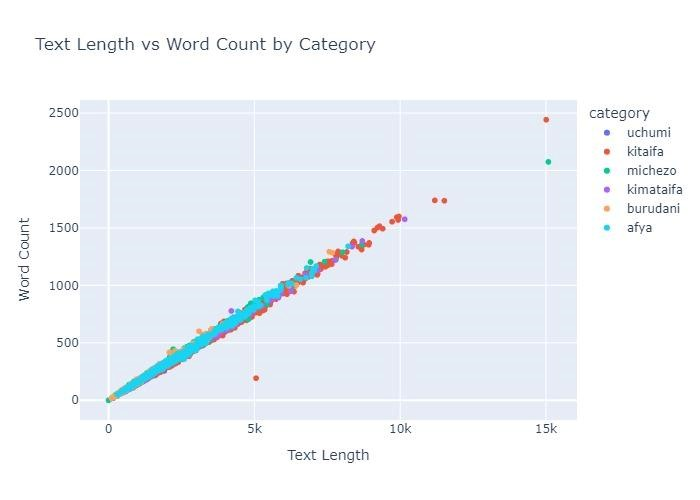 Text Length vs Word Count by Category
category
uchumi
kitaifa
michezo
kimataifa
burudani
afya
Word Count
2500
2000
1500
1000
500
0
0 5k 10k 15k
Text Length